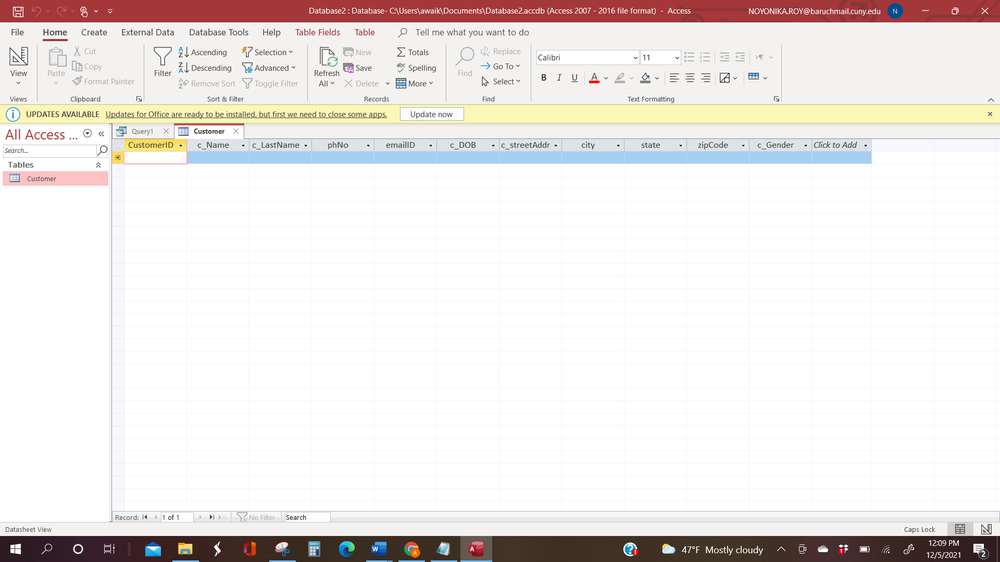 Database2 : Database- C:\Users\awaik\Documents\Database2.accdb (Access 2007 - 2016 file format) - Access
NOYONIKA.ROY@baruchmail.cuny.edu N
File Home Create External Data Database Tools Help Table Fields Table Tell me what you want to do
View
Views
Paste
Cut
Copy
Format Painter
Clipboard
Filter
Ascending
Descending
Remove Sort
Selection
Advanced
Toggle Filter
Sort & Filter
Refresh
All
New
Save
Delete
Totals
Spelling
More
Records
Find
Replace
Go To
Select
Find
Calibri 11
B I U A
Text Formatting
UPDATES AVAILABLE Updates for Office are ready to be installed, but first we need to close some apps. Update now
All Access ...
Search...
Tables
Customer
Query1 Customer
CustomerID c_Name c_LastName phNo emailID c_DOB c_streetAddr city state zipCode c_Gender Click to Add
Record: 1 of 1 No Filter Search
Datasheet View Caps Lock
47°F Mostly cloudy
12:09 PM
12/5/2021
2